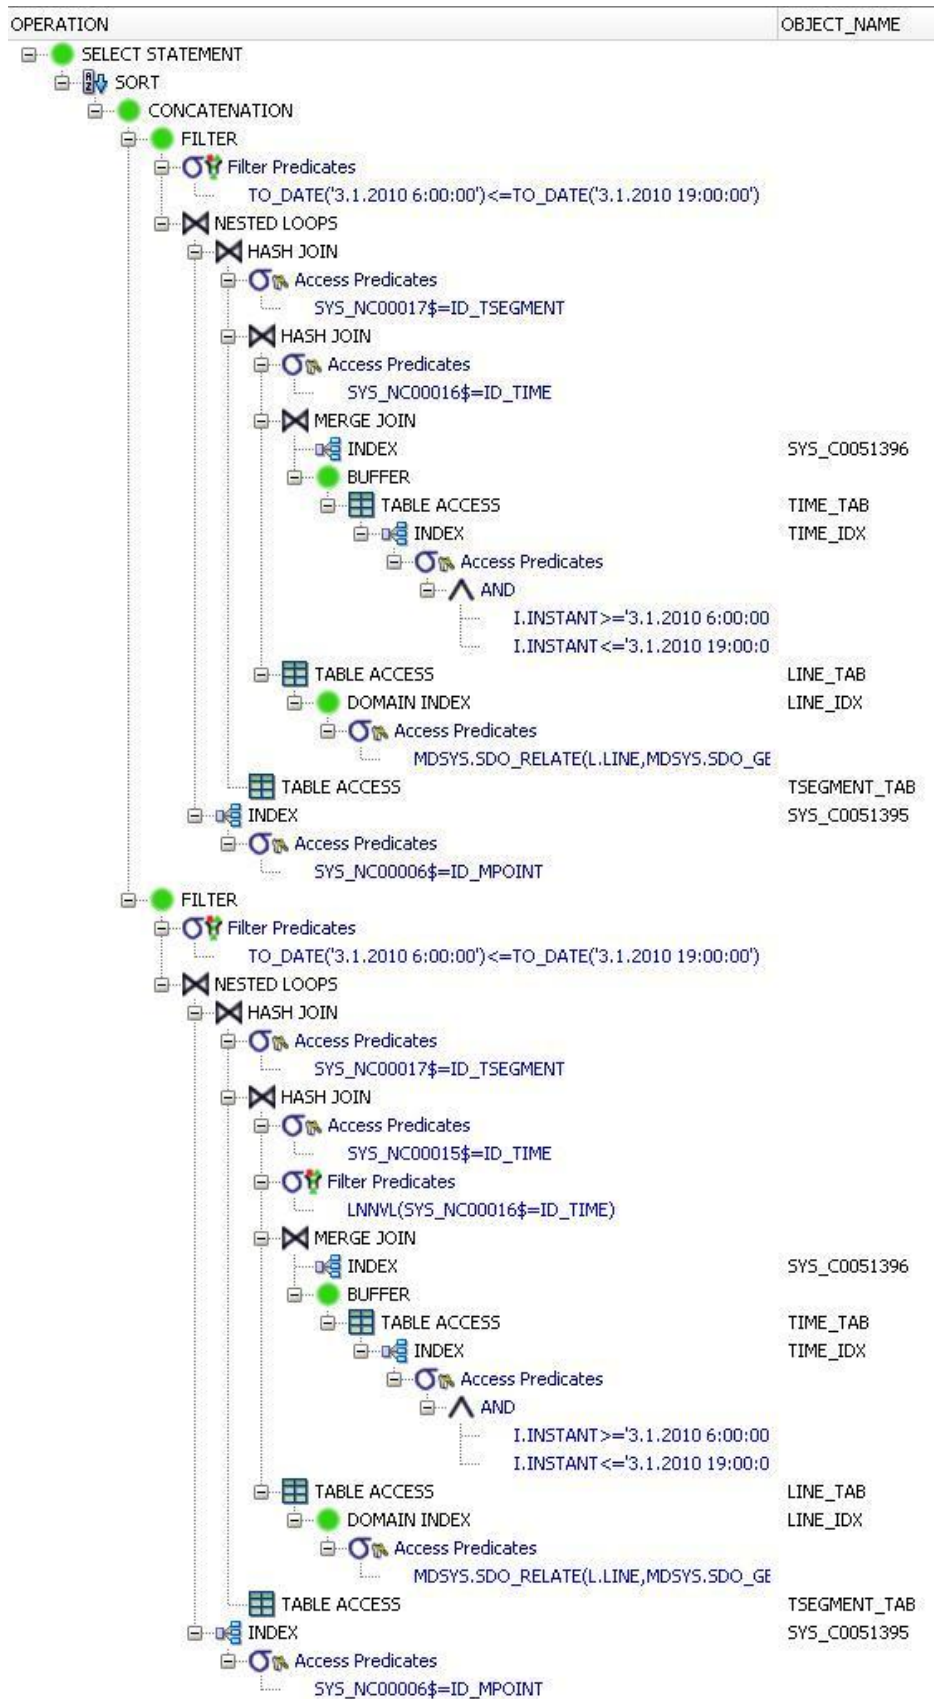 OPERATION OBJECT_NAME
SELECT STATEMENT
SORT
CONCATENATION
FILTER
Filter Predicates
TO_DATE('3.1.2010 6:00:00')<=TO_DATE('3.1.2010 19:00:00')
NESTED LOOPS
HASH JOIN
Access Predicates
SYS_NC00017$=ID_TSEGMENT
HASH JOIN
Access Predicates
SYS_NC00016$=ID_TIME
MERGE JOIN
INDEX SYS_C0051396
BUFFER
TABLE ACCESS TIME_TAB
INDEX TIME_IDX
Access Predicates
AND
I.INSTANT>='3.1.2010 6:00:00
I.INSTANT<='3.1.2010 19:00:0
TABLE ACCESS LINE_TAB
DOMAIN INDEX LINE_IDX
Access Predicates
MDSYS.SDO_RELATE(L.LINE,MDSYS.SDO_GE
TABLE ACCESS TSEGMENT_TAB
INDEX SYS_C0051395
Access Predicates
SYS_NC00006$=ID_MPOINT
FILTER
Filter Predicates
TO_DATE('3.1.2010 6:00:00')<=TO_DATE('3.1.2010 19:00:00')
NESTED LOOPS
HASH JOIN
Access Predicates
SYS_NC00017$=ID_TSEGMENT
HASH JOIN
Access Predicates
SYS_NC00015$=ID_TIME
Filter Predicates
LNNVL(SYS_NC00016$=ID_TIME)
MERGE JOIN
INDEX SYS_C0051396
BUFFER
TABLE ACCESS TIME_TAB
INDEX TIME_IDX
Access Predicates
AND
I.INSTANT>='3.1.2010 6:00:00
I.INSTANT<='3.1.2010 19:00:0
TABLE ACCESS LINE_TAB
DOMAIN INDEX LINE_IDX
Access Predicates
MDSYS.SDO_RELATE(L.LINE,MDSYS.SDO_GE
TABLE ACCESS TSEGMENT_TAB
INDEX SYS_C0051395
Access Predicates
SYS_NC00006$=ID_MPOINT